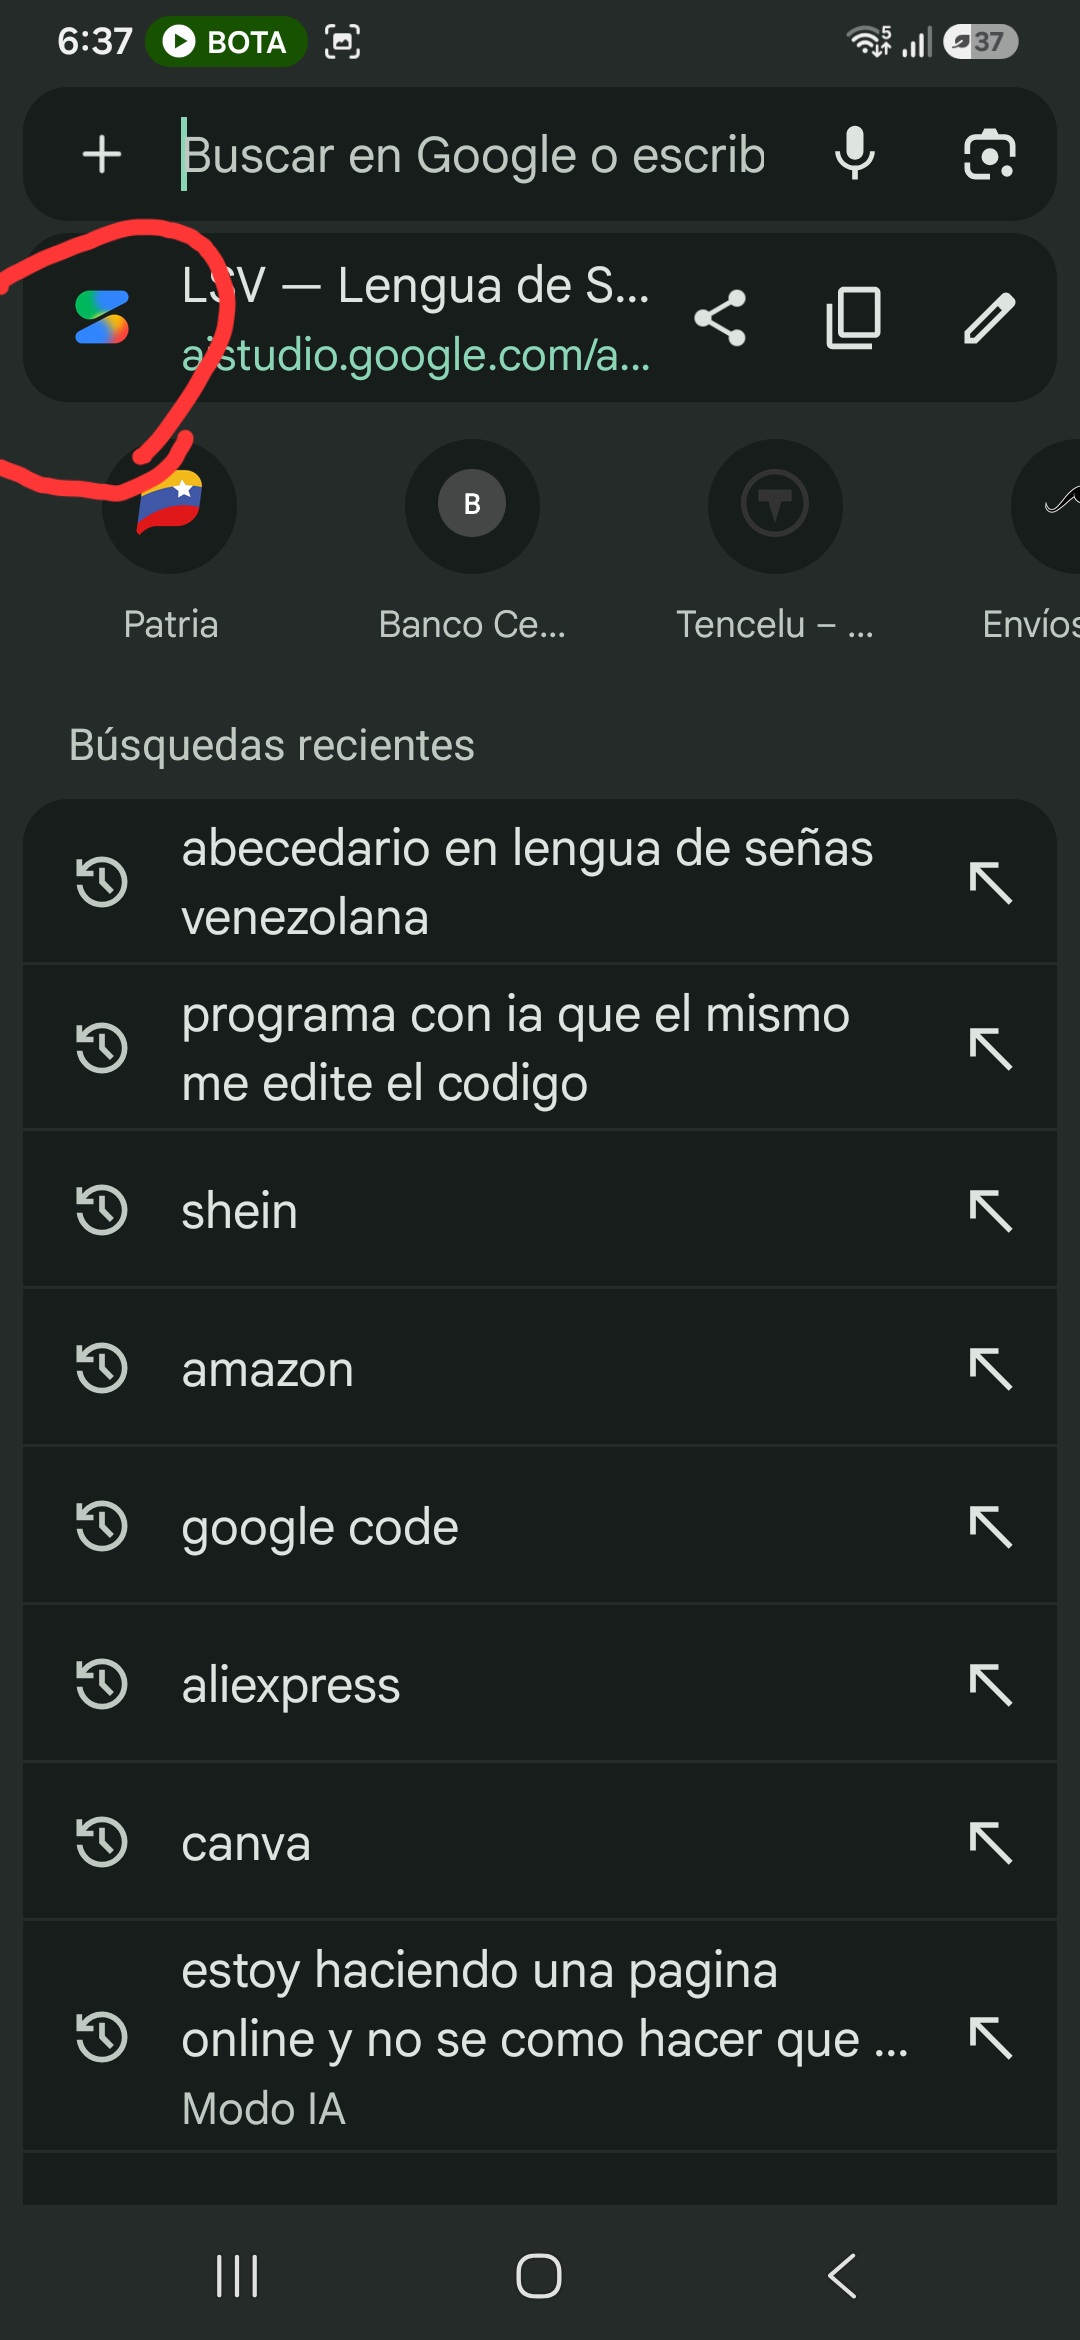 6:37 BOTA 5 37
Buscar en Google o escrib
LSV — Lengua de S...
aistudio.google.com/a...
B
Patria
Banco Ce...
Tencelu – ...
Envíos
Búsquedas recientes
abecedario en lengua de señas
venezolana
programa con ia que el mismo
me edite el codigo
shein
amazon
google code
aliexpress
canva
estoy haciendo una pagina
online y no se como hacer que ...
Modo IA